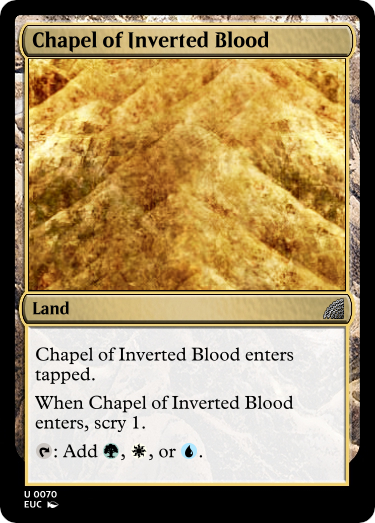 Chapel of Inverted Blood
Land
Chapel of Inverted Blood enters
tapped.
When Chapel of Inverted Blood
enters, scry 1.
: Add , , or .
U 0070
EUC